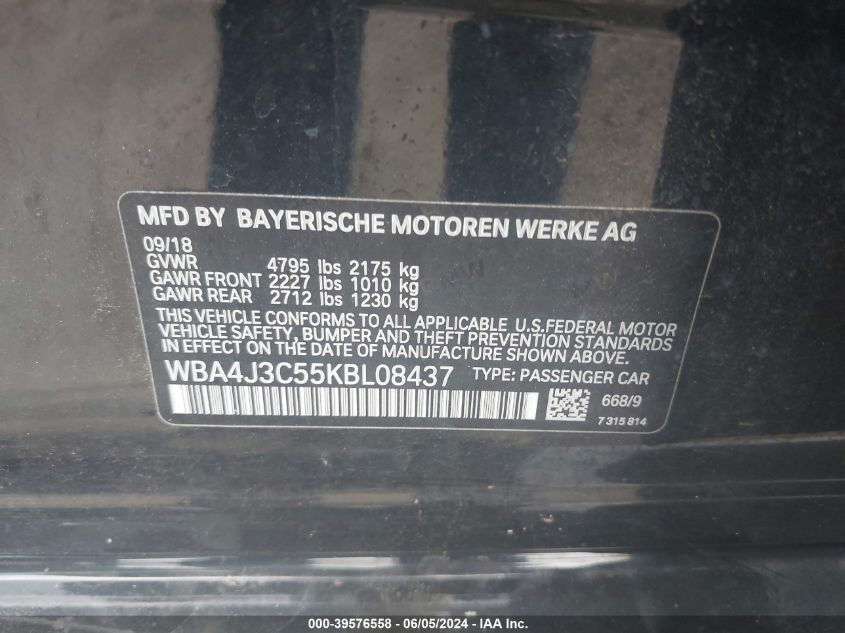 MFD BY BAYERISCHE MOTOREN WERKE AG
09/18
GVWR 4795 lbs 2175 kg
GAWR FRONT 2227 lbs 1010 kg
GAWR REAR 2712 lbs 1230 kg
THIS VEHICLE CONFORMS TO ALL APPLICABLE U.S.FEDERAL MOTOR
VEHICLE SAFETY, BUMPER AND THEFT PREVENTION STANDARDS
IN EFFECT ON THE DATE OF MANUFACTURE SHOWN ABOVE.
WBA4J3C55KBL08437 TYPE: PASSENGER CAR
668/9
7 315 814
000-39576558 - 06/05/2024 - IAA Inc.